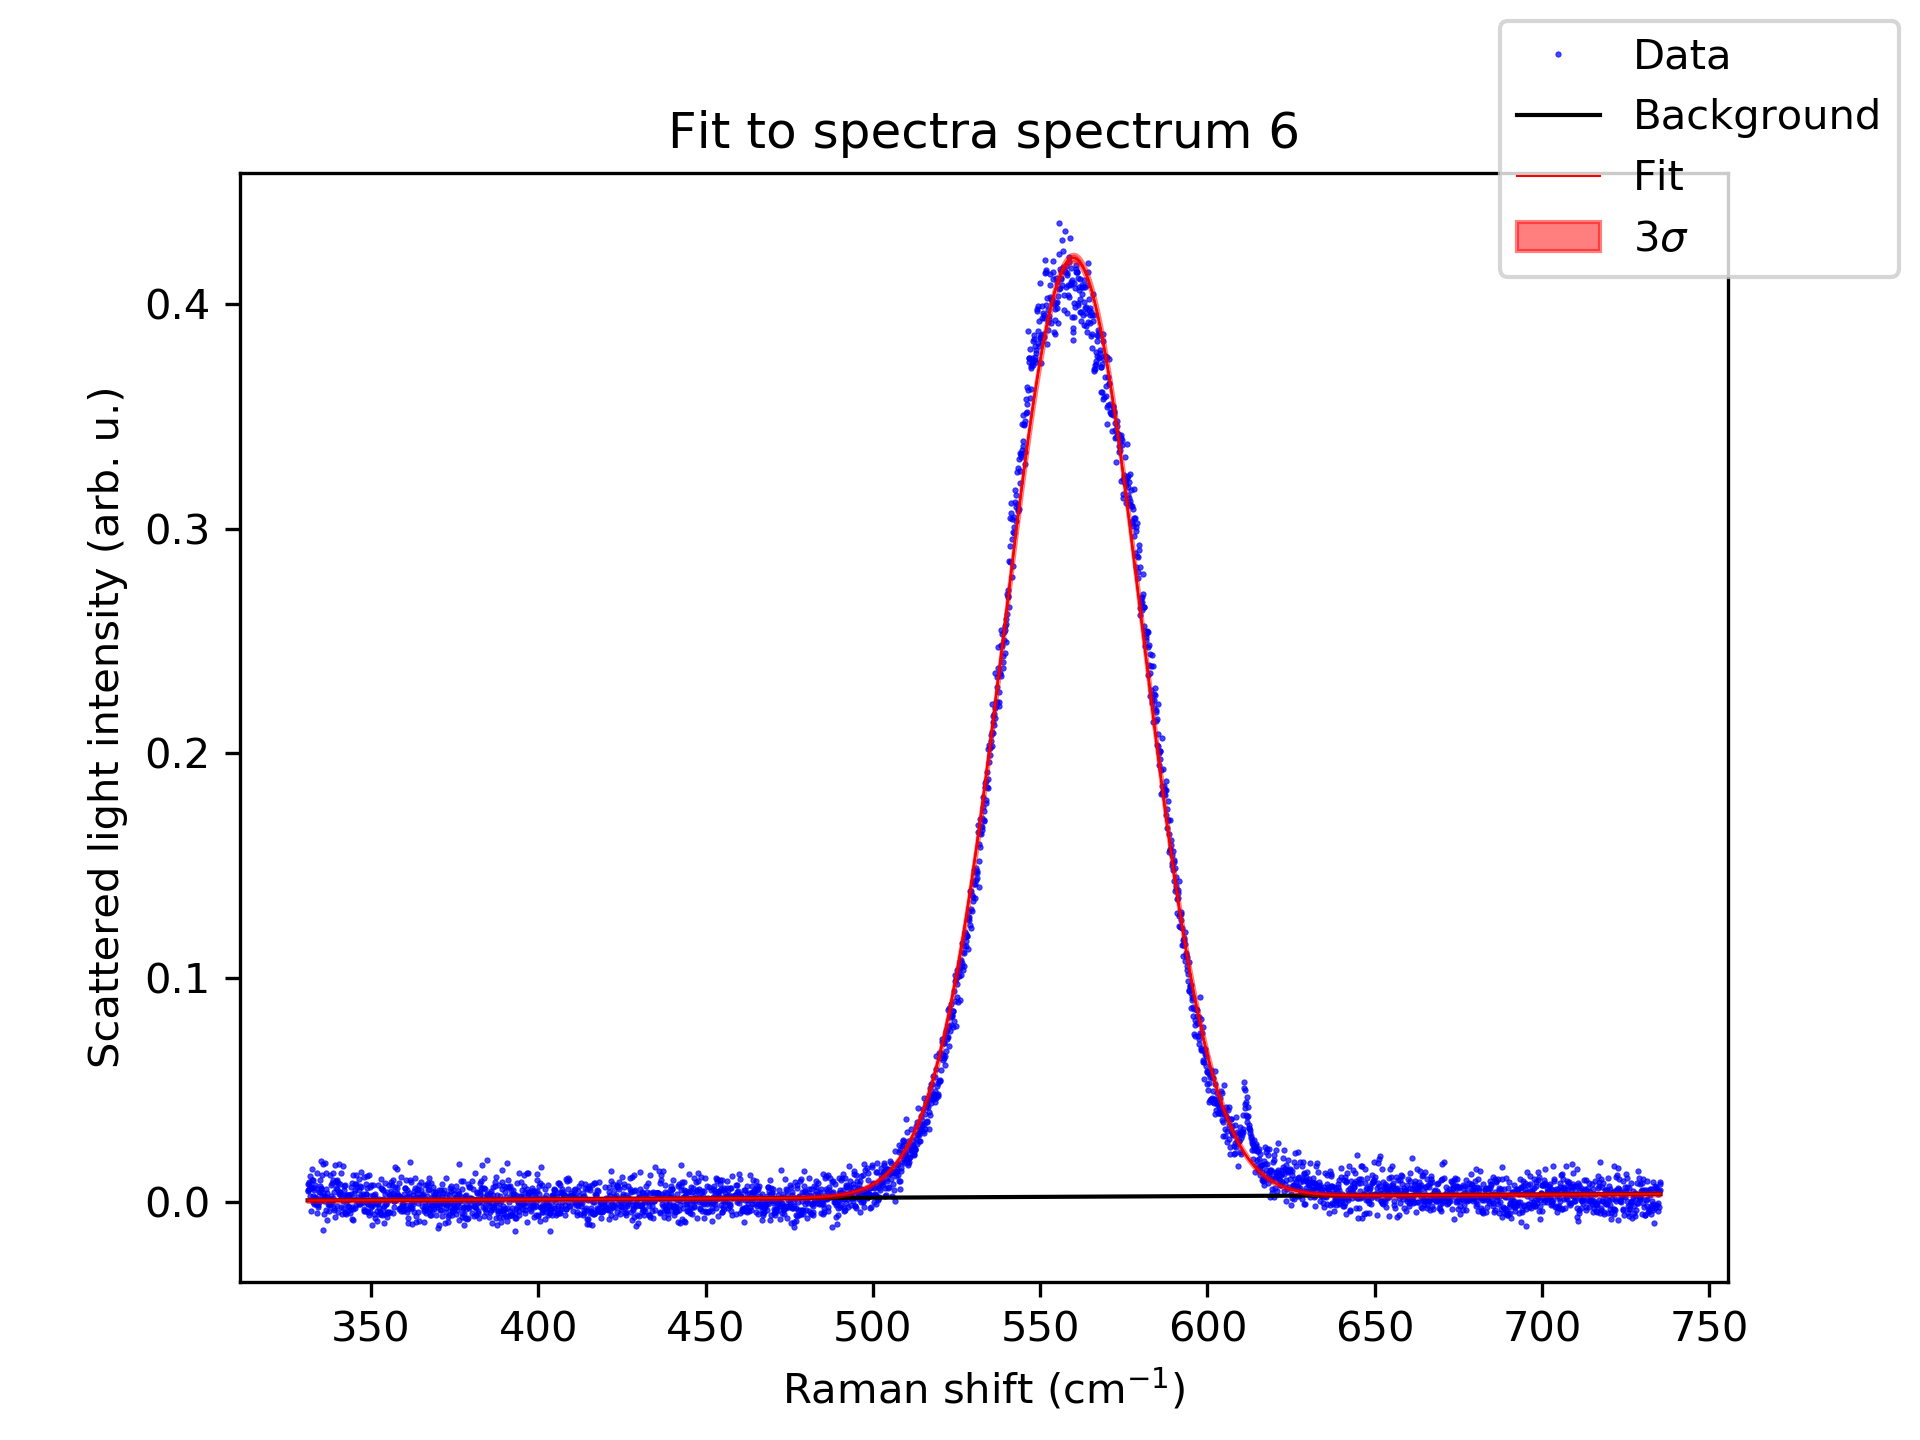 Data
Background
Fit
3σ
Fit to spectra spectrum 6
Scattered light intensity (arb. u.)
0.4
0.3
0.2
0.1
0.0
350 400 450 500 550 600 650 700 750
Raman shift (cm⁻¹)